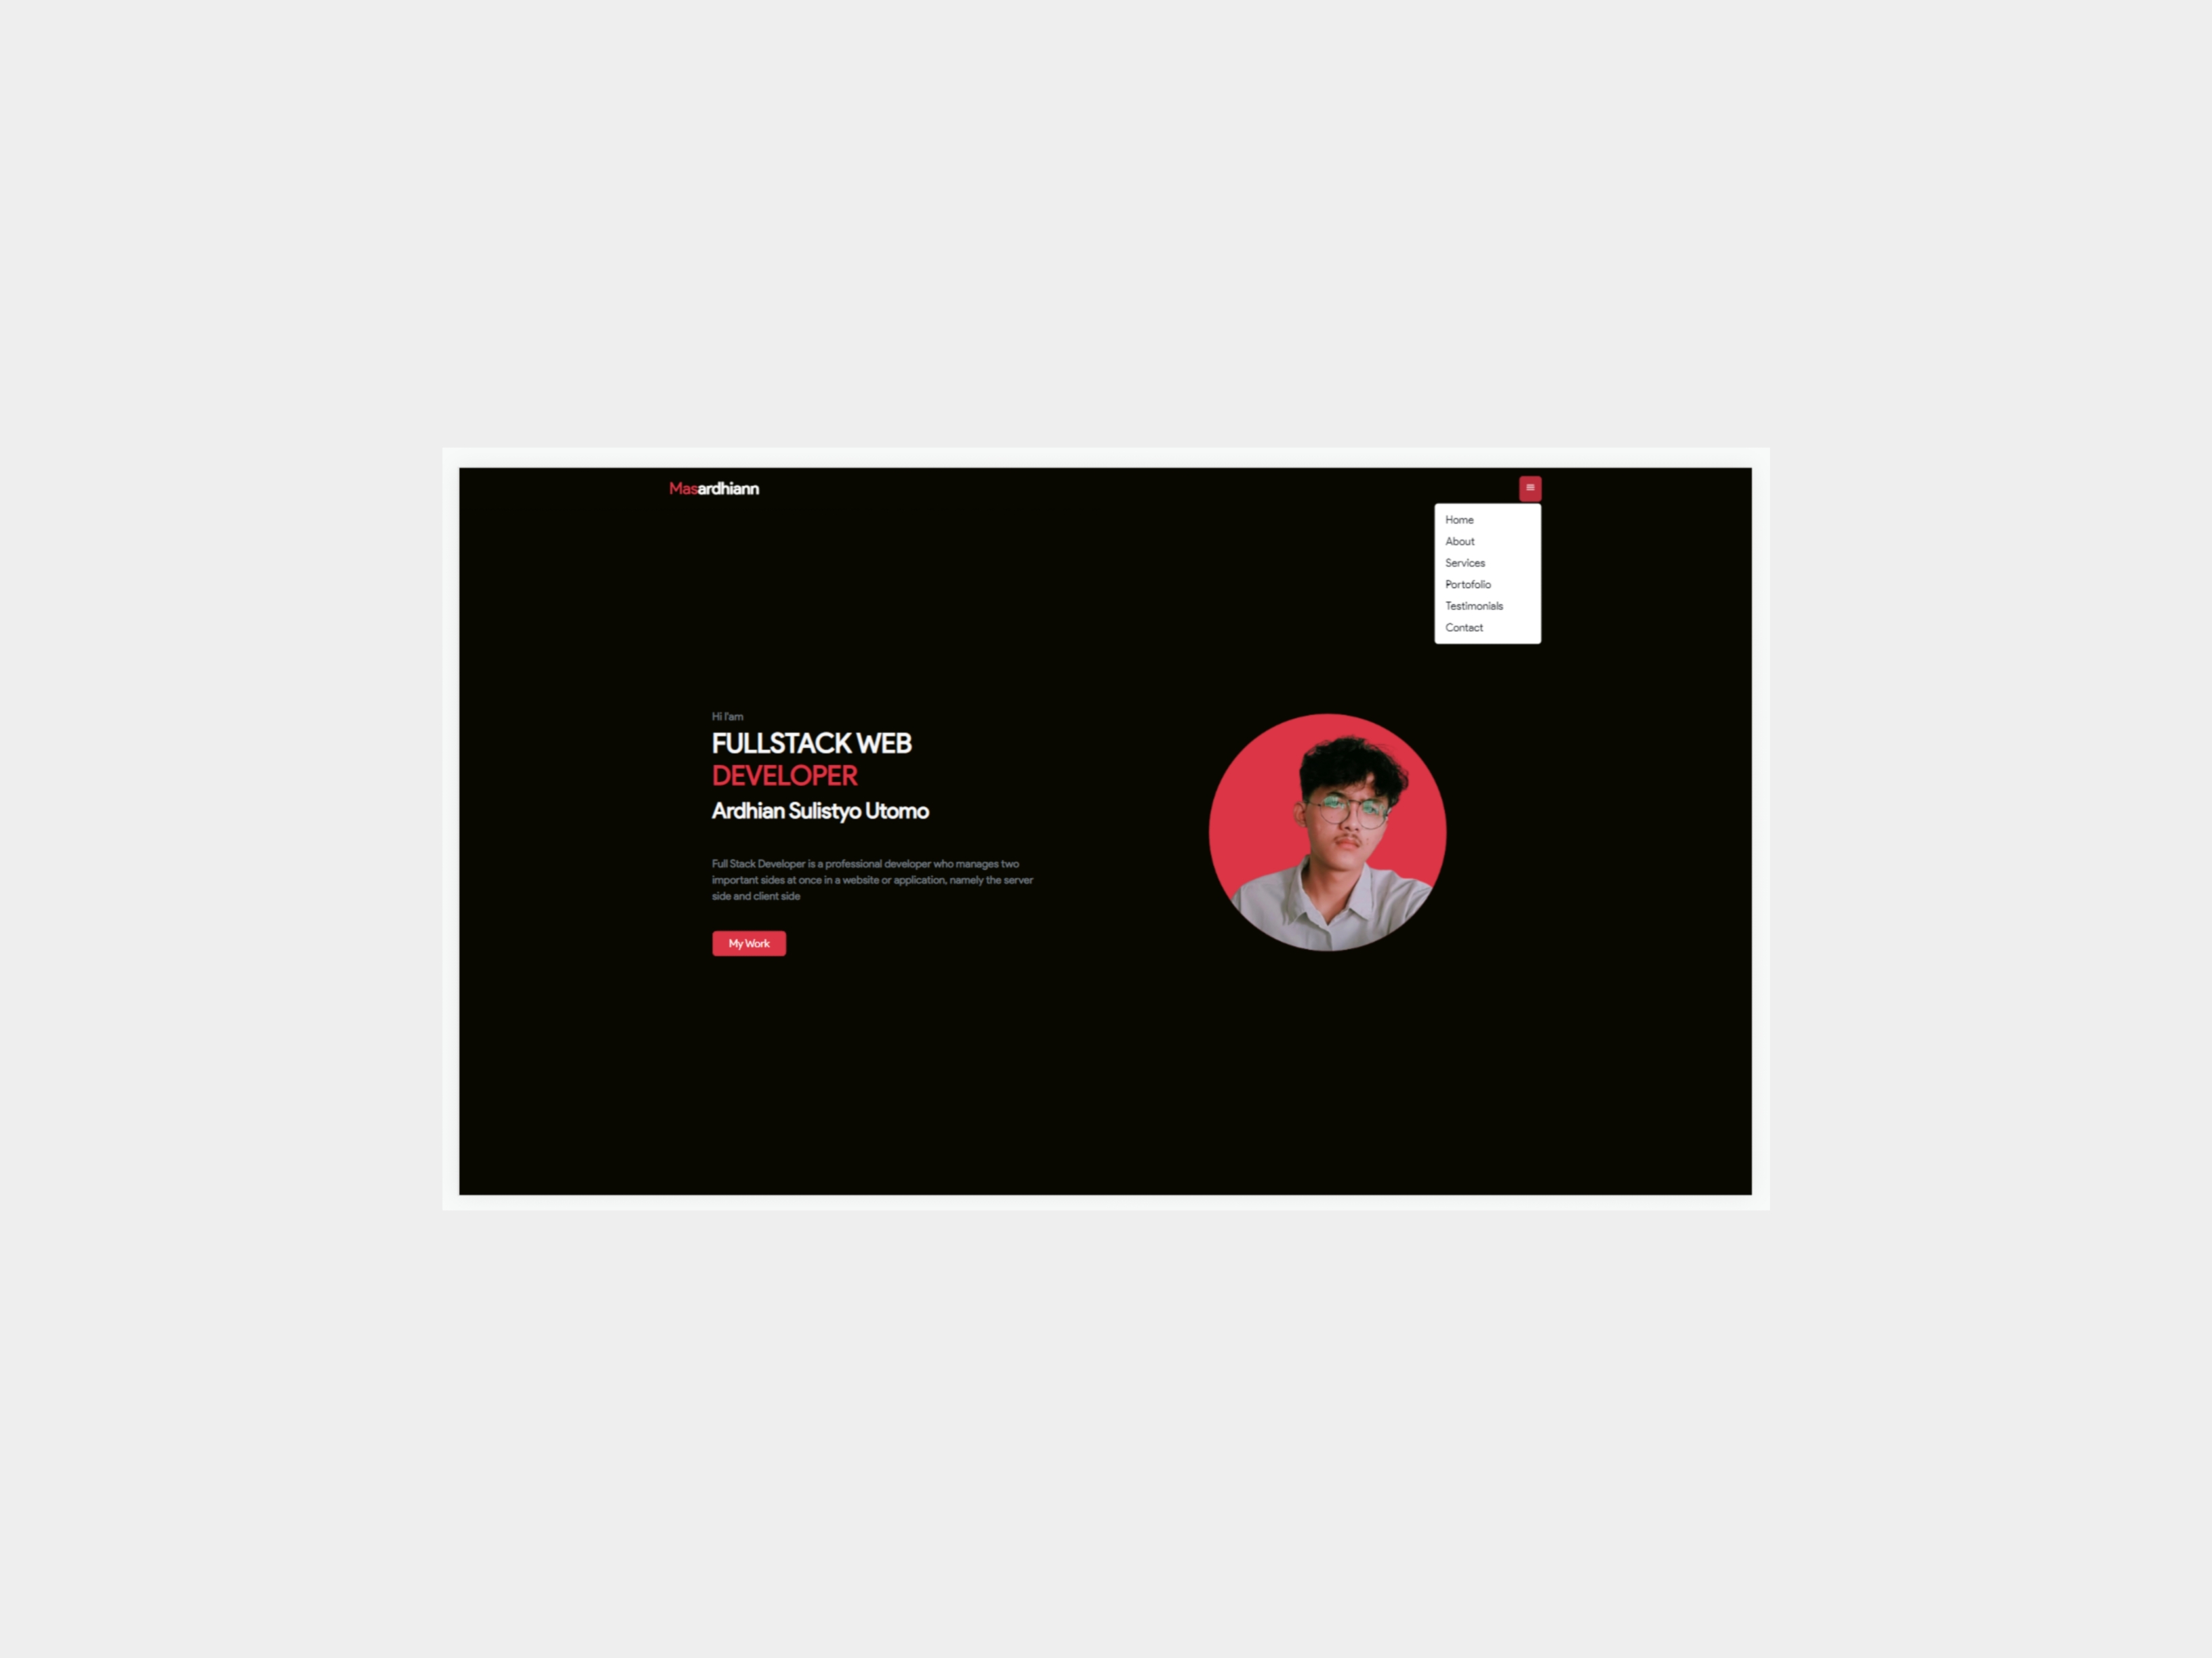 Masardhiann
Home
About
Services
Portofolio
Testimonials
Contact
Hi I'am
FULLSTACK WEB
DEVELOPER
Ardhian Sulistyo Utomo
Full Stack Developer is a professional developer who manages two
important sides at once in a website or application, namely the server
side and client side
My Work